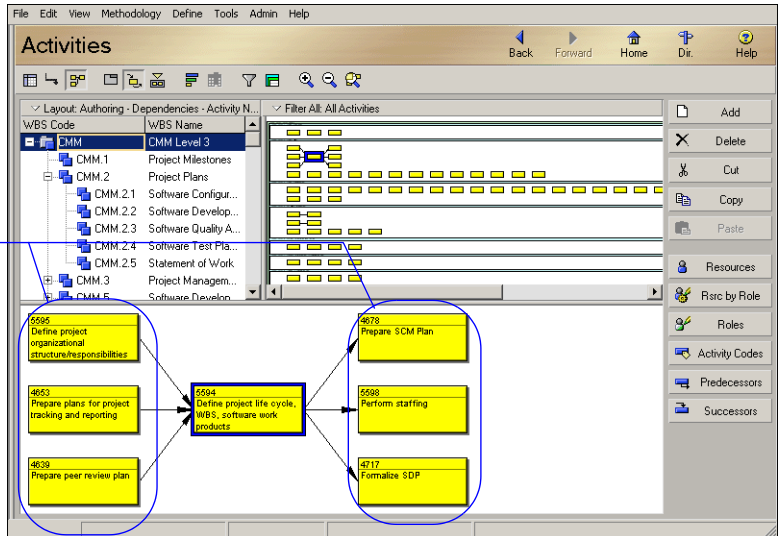 File Edit View Methodology Define Tools Admin Help
Activities
Back Forward Home Dir. Help
Layout: Authoring - Dependencies - Activity N...
Filter All: All Activities
WBS Code WBS Name
CMM CMM Level 3
CMM.1 Project Milestones
CMM.2 Project Plans
CMM.2.1 Software Configur...
CMM.2.2 Software Develop...
CMM.2.3 Software Quality A...
CMM.2.4 Software Test Pla...
CMM.2.5 Statement of Work
CMM.3 Project Managem...
CMM.5 Software Develop
Add
Delete
Cut
Copy
Paste
Resources
Rsrc by Role
Roles
Activity Codes
Predecessors
Successors
5595
Define project
organizational
structure/responsibilities
4653
Prepare plans for project
tracking and reporting
4639
Prepare peer review plan
5594
Define project life cycle,
WBS, software work
products
4678
Prepare SCM Plan
5598
Perform staffing
4717
Formalize SDP